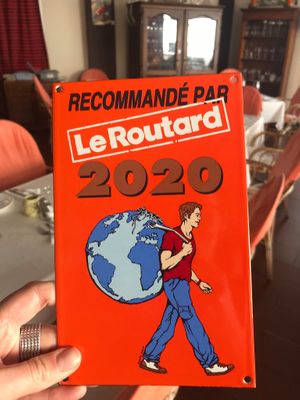 RECOMMANDÉ PAR
Le Routard
2020